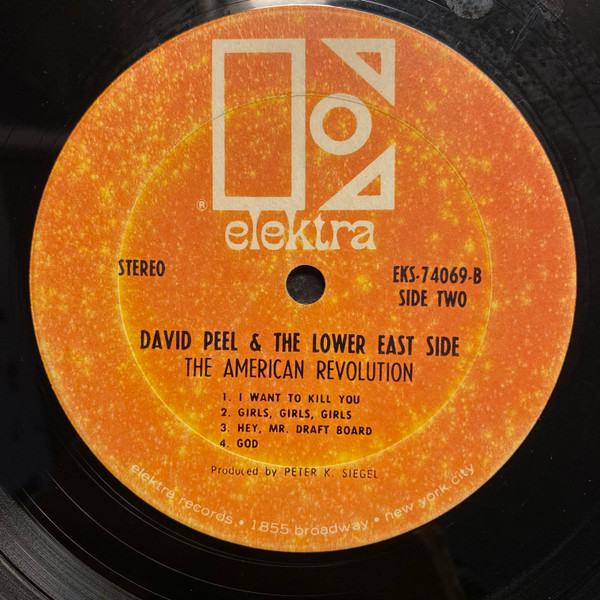 ®
elektra
STEREO
EKS-74069-B
SIDE TWO
DAVID PEEL & THE LOWER EAST SIDE
THE AMERICAN REVOLUTION
1. I WANT TO KILL YOU
2. GIRLS, GIRLS, GIRLS
3. HEY, MR. DRAFT BOARD
4. GOD
Produced by PETER K. SIEGEL
elektra records • 1855 broadway • new york city